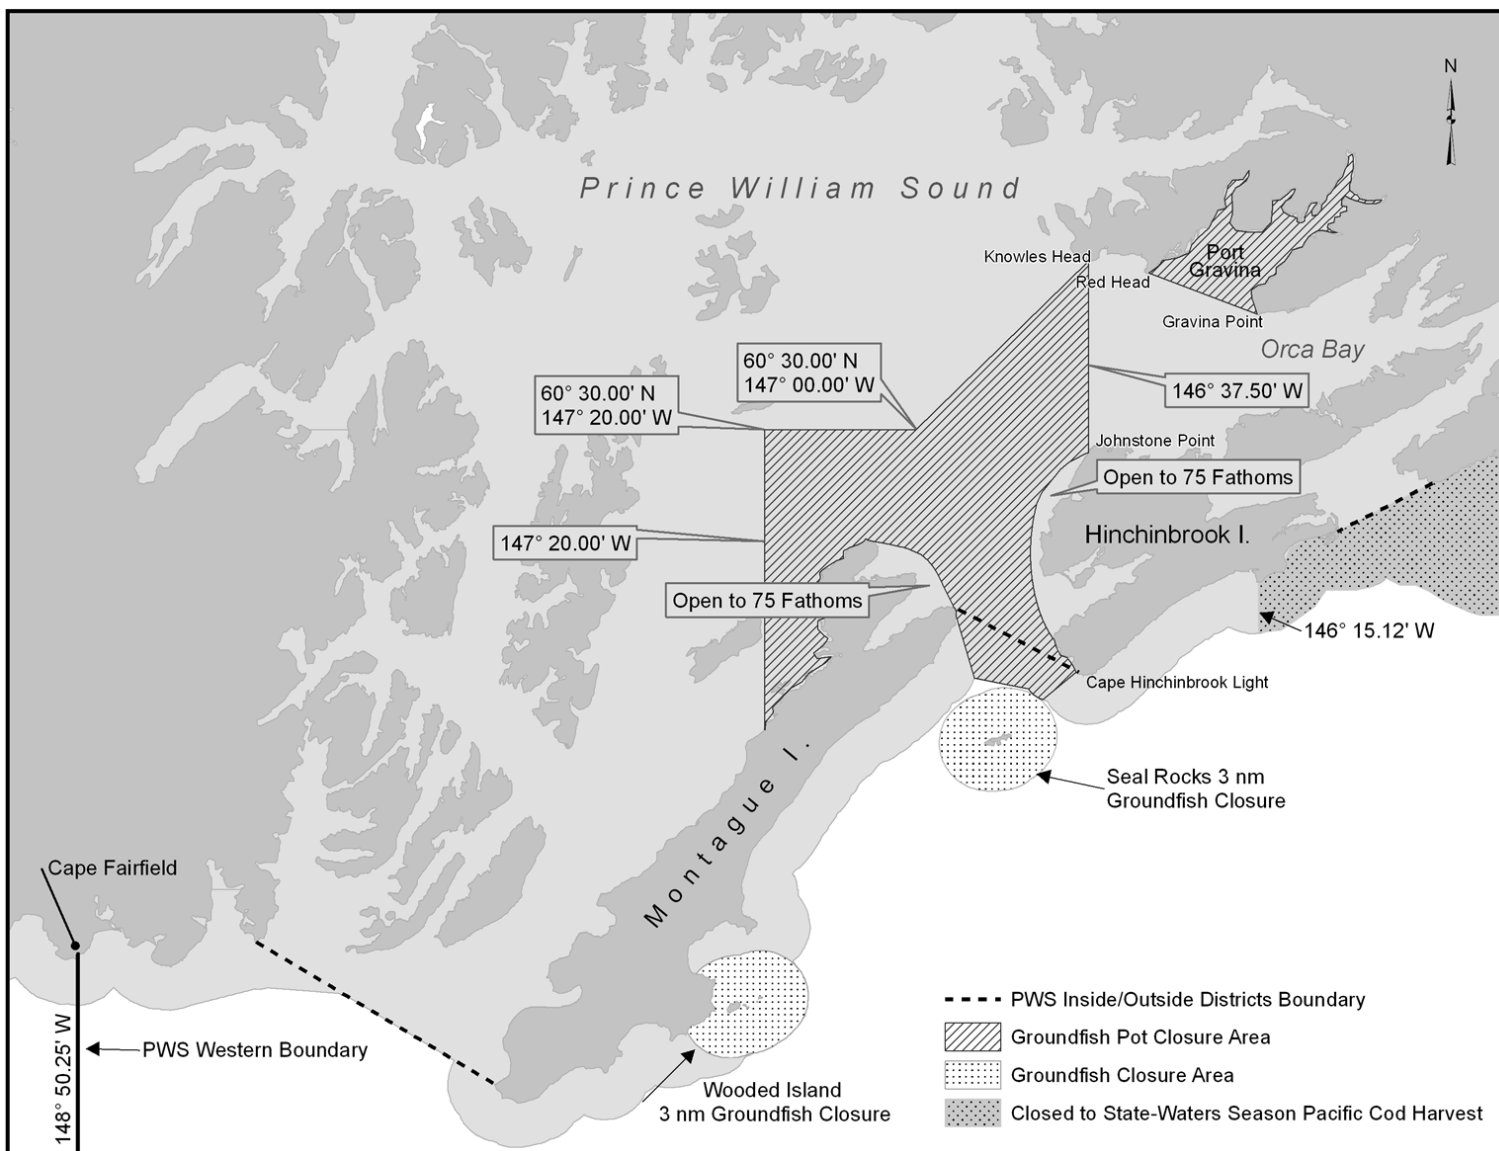 N
Prince William Sound
Knowles Head
Red Head
Port
Gravina
Gravina Point
Orca Bay
60° 30.00' N
147° 00.00' W
60° 30.00' N
147° 20.00' W
146° 37.50' W
Johnstone Point
Open to 75 Fathoms
Hinchinbrook I.
147° 20.00' W
Open to 75 Fathoms
146° 15.12' W
Cape Hinchinbrook Light
Montague I.
Seal Rocks 3 nm
Groundfish Closure
Cape Fairfield
148° 50.25' W
PWS Western Boundary
Wooded Island
3 nm Groundfish Closure
PWS Inside/Outside Districts Boundary
Groundfish Pot Closure Area
Groundfish Closure Area
Closed to State-Waters Season Pacific Cod Harvest